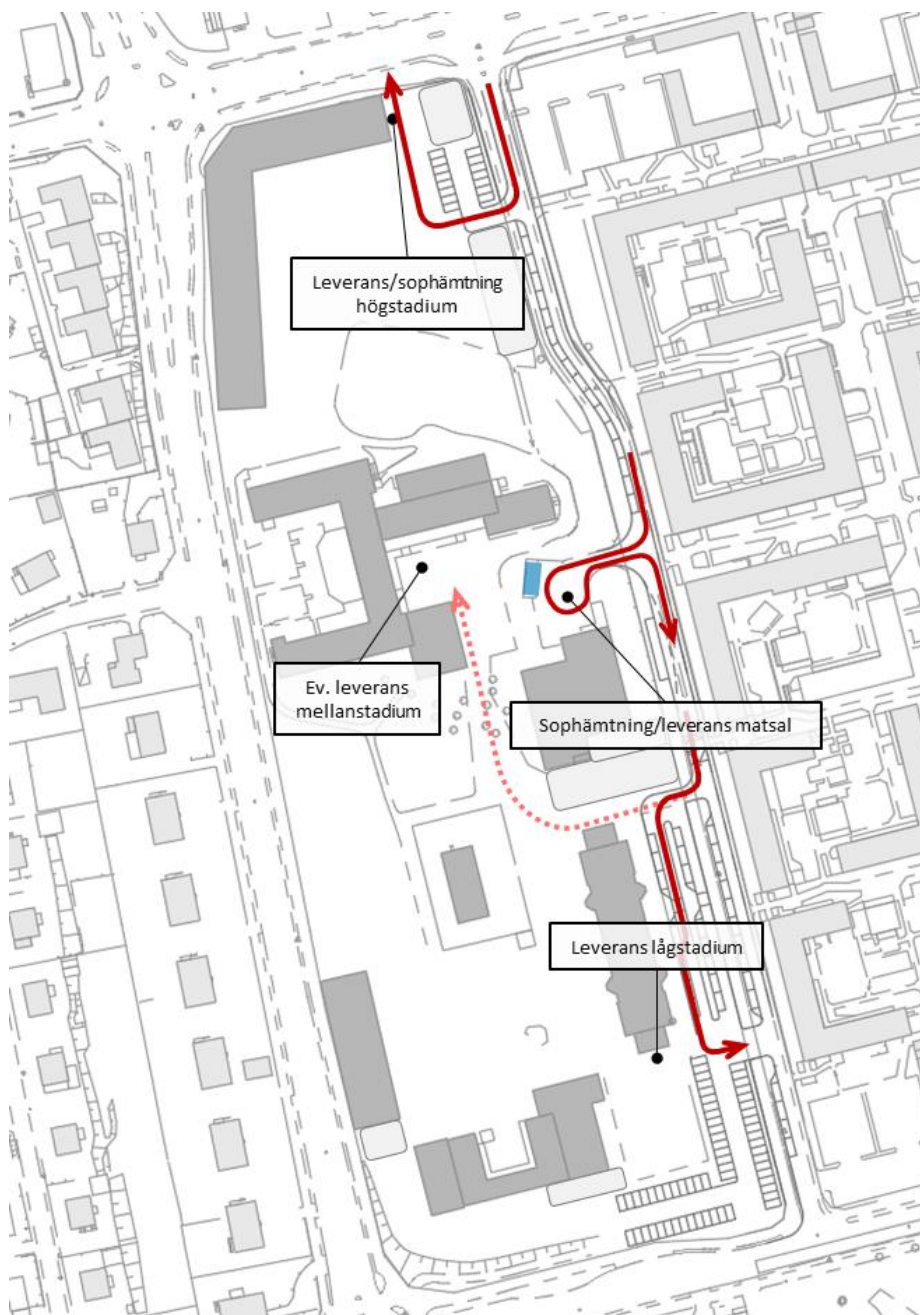 Leverans/sophämtning
högstadium
Ev. leverans
mellanstadium
Sophämtning/leverans matsal
Leverans lågstadium